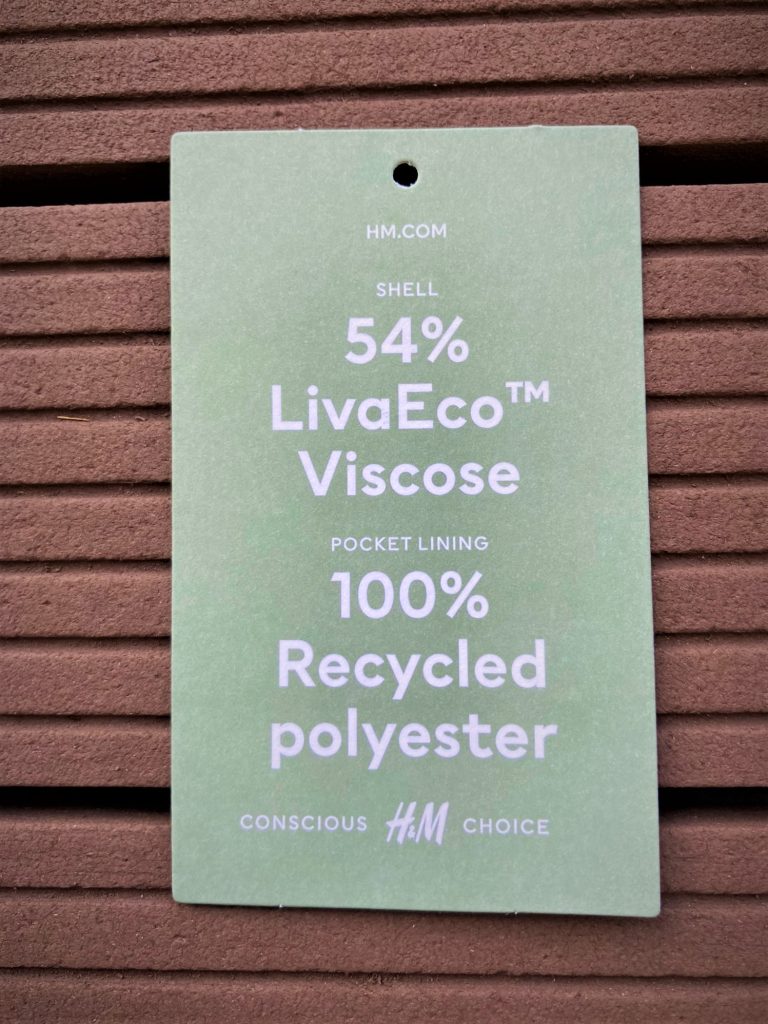 HM.COM
SHELL
54%
LivaEco™
Viscose
POCKET LINING
100%
Recycled
polyester
CONSCIOUS H&M CHOICE